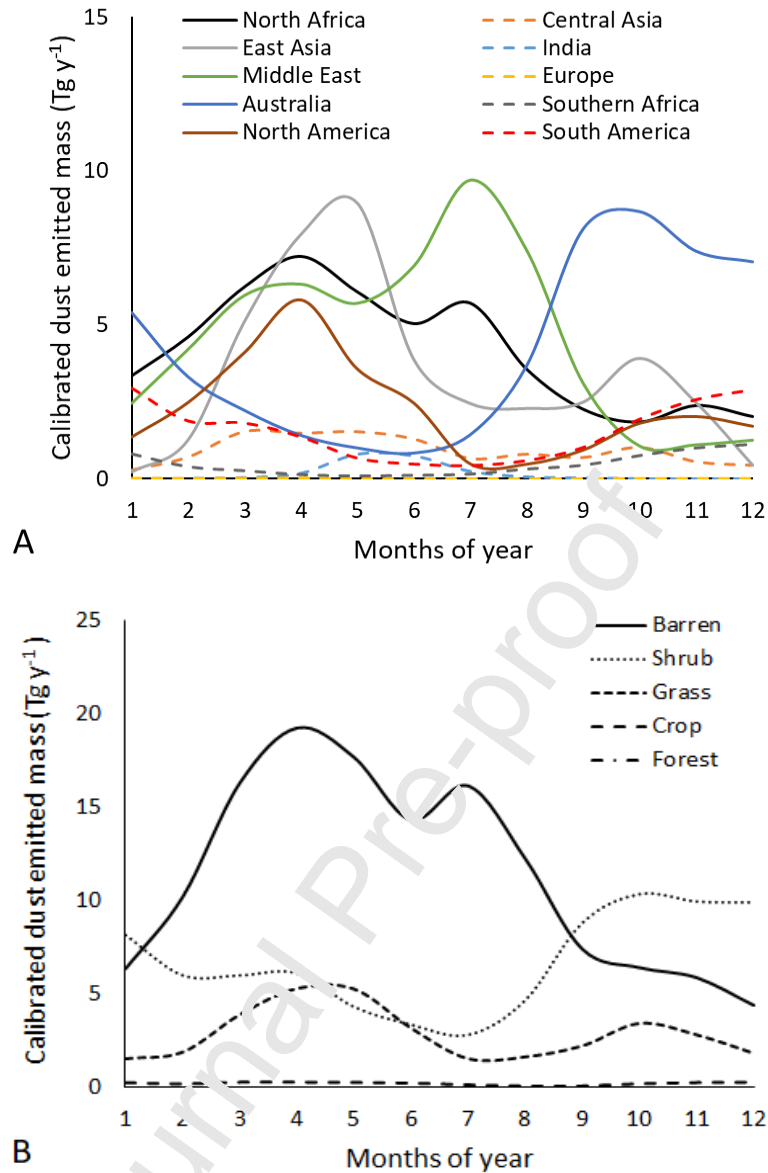 15
North Africa
Central Asia
East Asia
India
Middle East
Europe
Australia
Southern Africa
North America
South America
10
5
0
Calibrated dust emitted mass (Tg y-1)
1 2 3 4 5 6 7 8 9 10 11 12
Months of year
A
25
Barren
Shrub
Grass
Crop
Forest
20
15
10
5
0
Calibrated dust emitted mass (Tg y-1)
1 2 3 4 5 6 7 8 9 10 11 12
Months of year
B
urnal Pre-proof